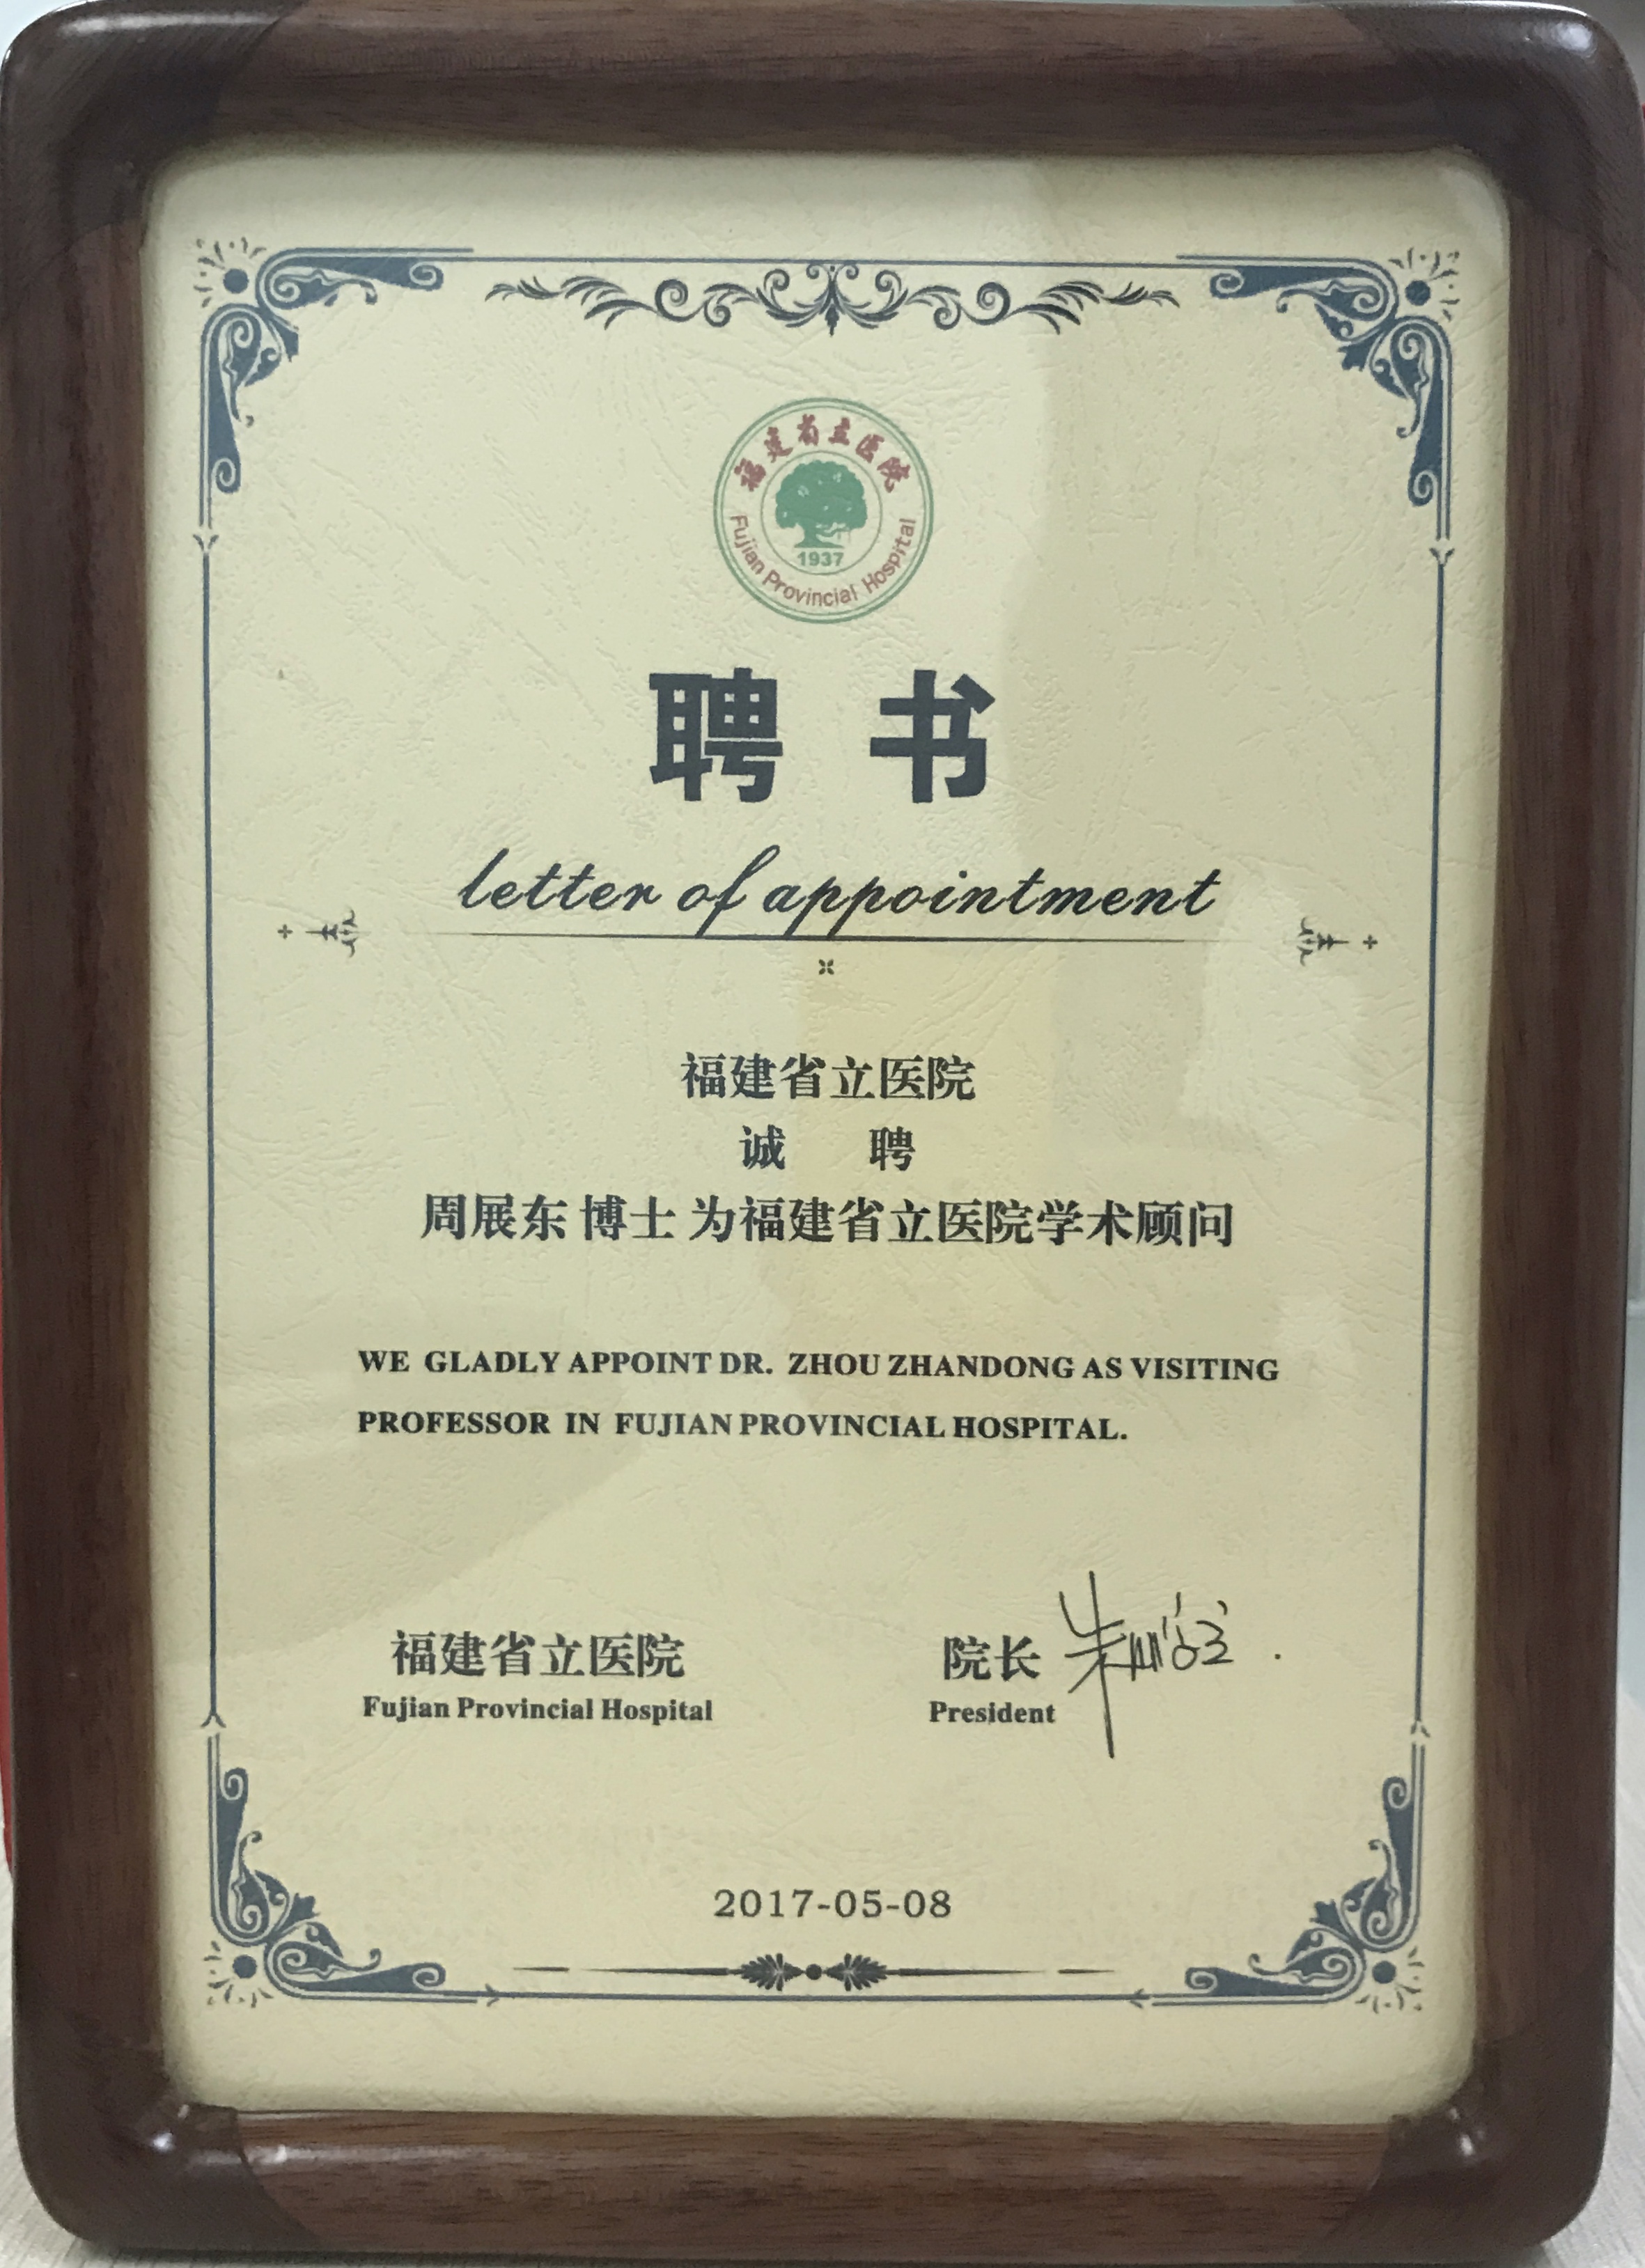 福建省立医院
1937
Fujian Provincial Hospital
聘 书
letter of appointment
福建省立医院
诚 聘
周展东 博士 为福建省立医院学术顾问
WE GLADLY APPOINT DR. ZHOU ZHANDONG AS VISITING
PROFESSOR IN FUJIAN PROVINCIAL HOSPITAL.
福建省立医院
Fujian Provincial Hospital
院长 朱
President
2017-05-08